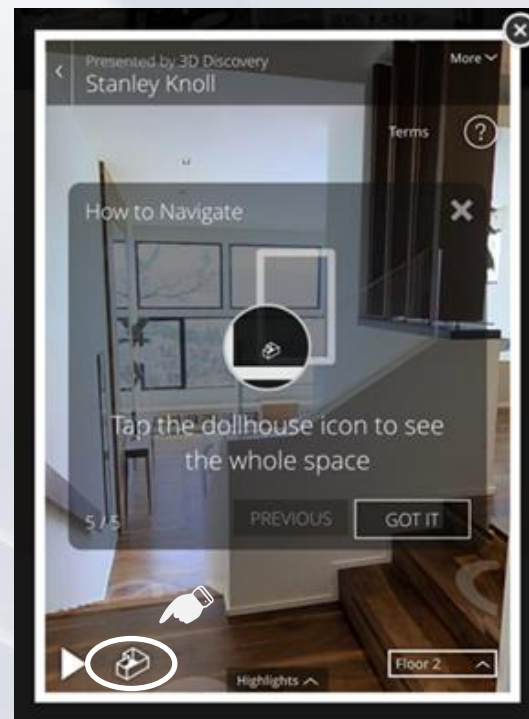 Presented by 3D Discovery
More
Stanley Knoll
Terms
?
How to Navigate
Tap the dollhouse icon to see
the whole space
5 / 5
PREVIOUS
GOT IT
Floor 2
Highlights